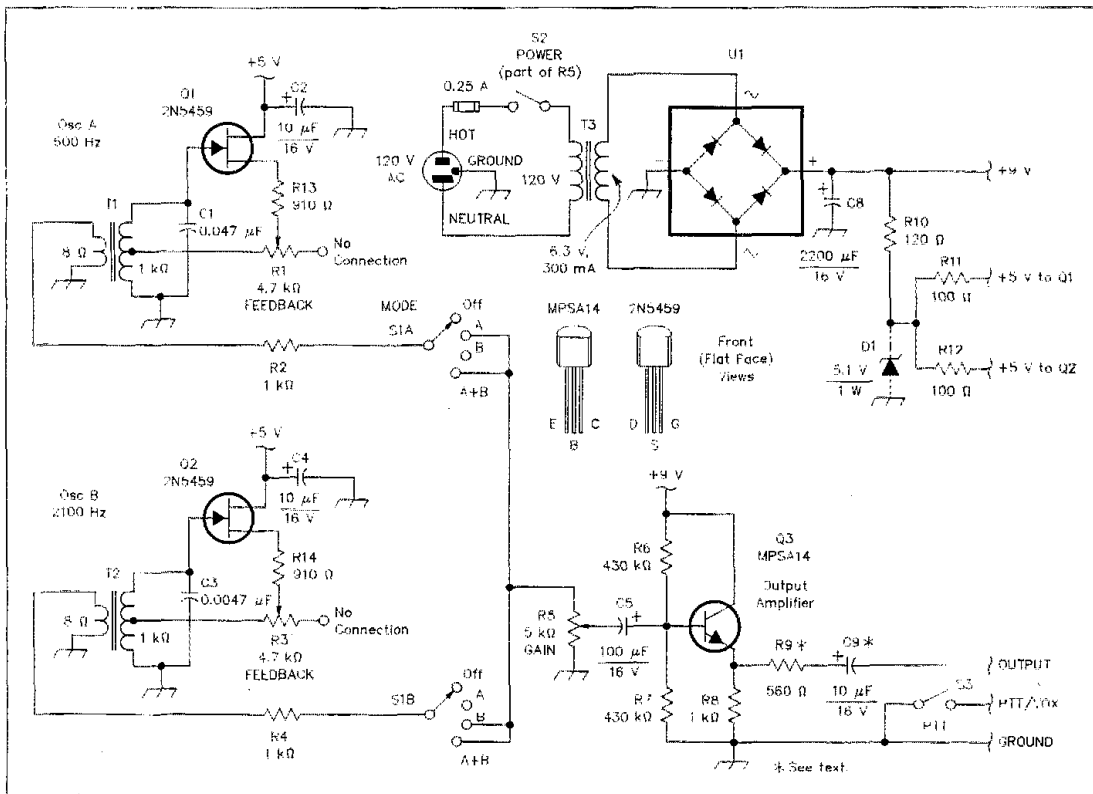 Osc A
600 Hz
Q1
2N5459
+5 V
+
C2
10 µF
16 V
R13
910 Ω
T1
8 Ω
1 kΩ
C1
0.047 µF
R1
4.7 kΩ
FEEDBACK
No
Connection
R2
1 kΩ
MODE
S1A
Off
A
B
A+B
S2
POWER
(part of R5)
0.25 A
HOT
120 V
AC
GROUND
NEUTRAL
120 V
T3
6.3 V,
300 mA
U1
~
~
–
+
+
C8
2200 µF
16 V
+9 V
R10
120 Ω
R11
100 Ω
+5 V to Q1
R12
100 Ω
+5 V to Q2
D1
5.1 V
1 W
MPSA14
E
B
C
2N5459
D
S
G
Front
(Flat Face)
Views
Osc B
2100 Hz
Q2
2N5459
+5 V
+
C4
10 µF
16 V
R14
910 Ω
T2
8 Ω
1 kΩ
C3
0.0047 µF
R3
4.7 kΩ
FEEDBACK
No
Connection
R4
1 kΩ
S1B
Off
A
B
A+B
R5
5 kΩ
GAIN
C5
+
100 µF
16 V
+9 V
R6
430 kΩ
R7
430 kΩ
Q3
MPSA14
Output
Amplifier
R8
1 kΩ
R9*
560 Ω
+
C9*
10 µF
16 V
OUTPUT
S3
PTT
PTT/VOX
GROUND
* See text.